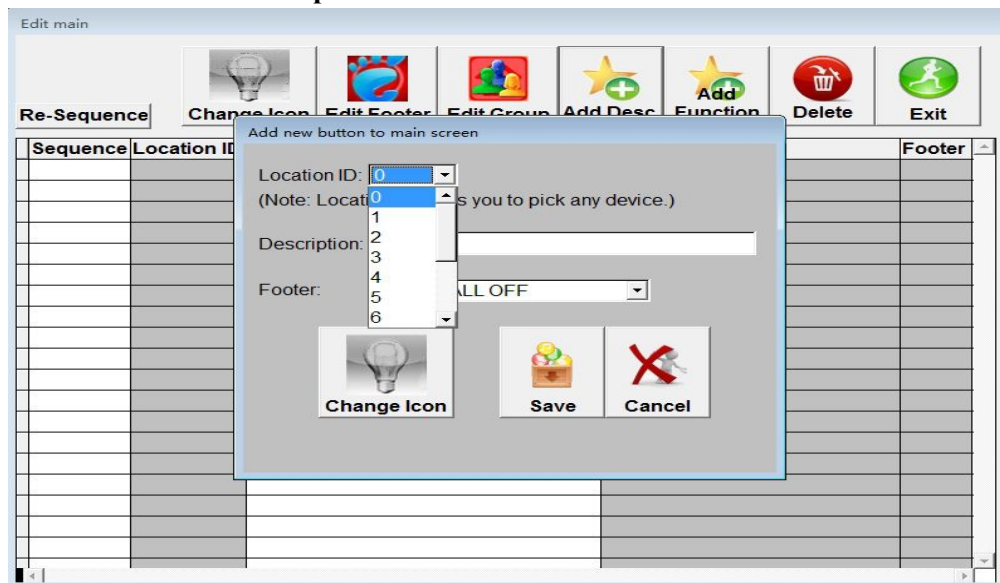 Edit main
Re-Sequence
Change Icon
Edit Footer
Edit Group
Add Desc
Add
Function
Delete
Exit
Add new button to main screen
Sequence
Location
Footer
Location ID: 0
(Note: s you to pick any device.)
0
1
2
3
4
5
6
Description:
Footer: ALL OFF
Change Icon
Save
Cancel